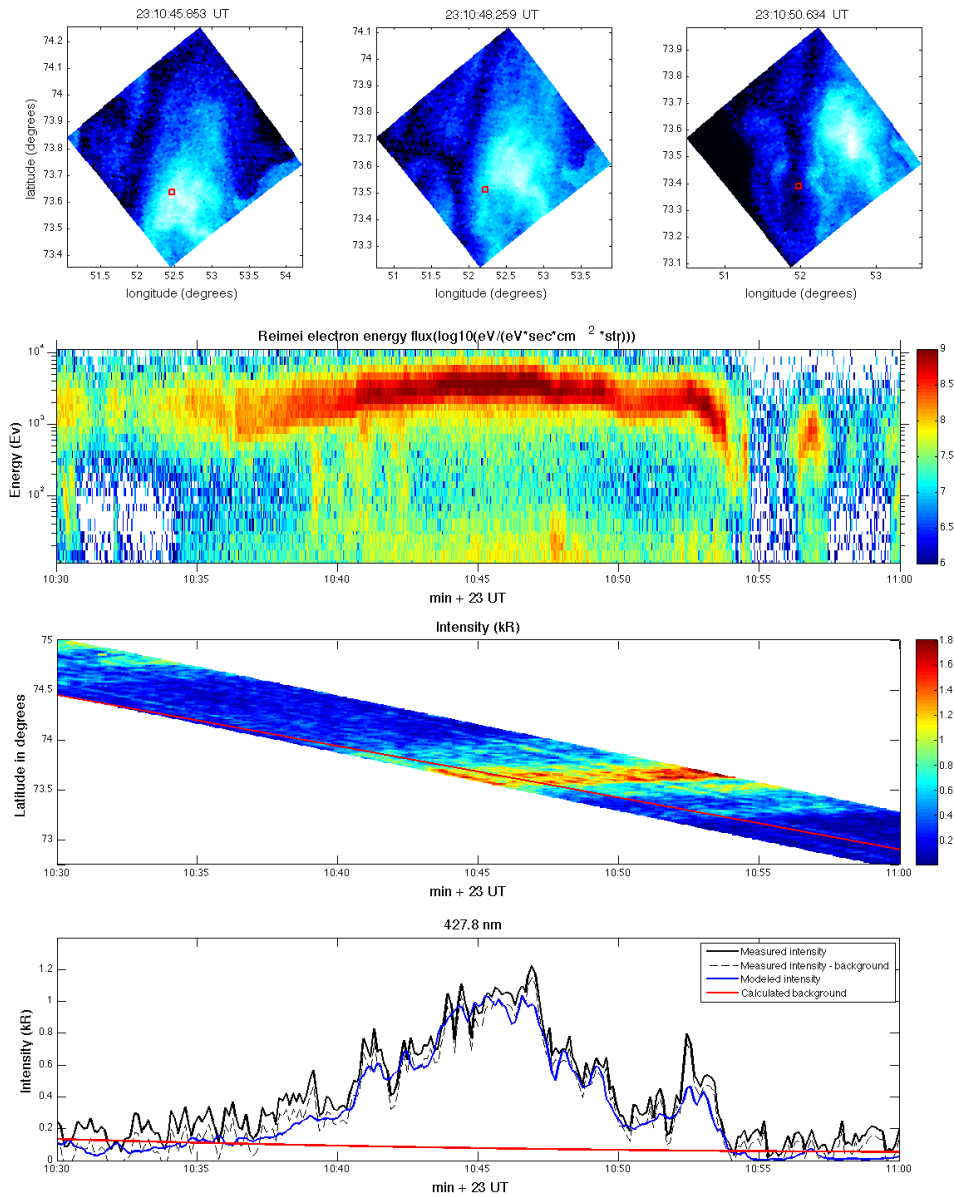 23:10:45.853 UT
23:10:48.259 UT
23:10:50.634 UT
74.2
74.1
74
73.9
73.8
73.7
73.6
73.5
73.4
latitude (degrees)
51.5 52 52.5 53 53.5 54
longitude (degrees)
74.1
74
73.9
73.8
73.7
73.6
73.5
73.4
73.3
51 51.5 52 52.5 53 53.5
longitude (degrees)
73.9
73.8
73.7
73.6
73.5
73.4
73.3
73.2
73.1
51 52 53
longitude (degrees)
Reimei electron energy flux(log10(eV/(eV*sec*cm 2 *str)))
10 4
10 3
10 2
Energy (Ev)
10:30 10:35 10:40 10:45 10:50 10:55 11:00
min + 23 UT
9
8.5
8
7.5
7
6.5
6
Intensity (kR)
75
74.5
74
73.5
73
Latitude in degrees
10:30 10:35 10:40 10:45 10:50 10:55 11:00
min + 23 UT
1.8
1.6
1.4
1.2
1
0.8
0.6
0.4
0.2
427.8 nm
1.2
1
0.8
0.6
0.4
0.2
0
Intensity (kR)
Measured intensity
Measured intensity - background
Modeled intensity
Calculated background
10:30 10:35 10:40 10:45 10:50 10:55 11:00
min + 23 UT